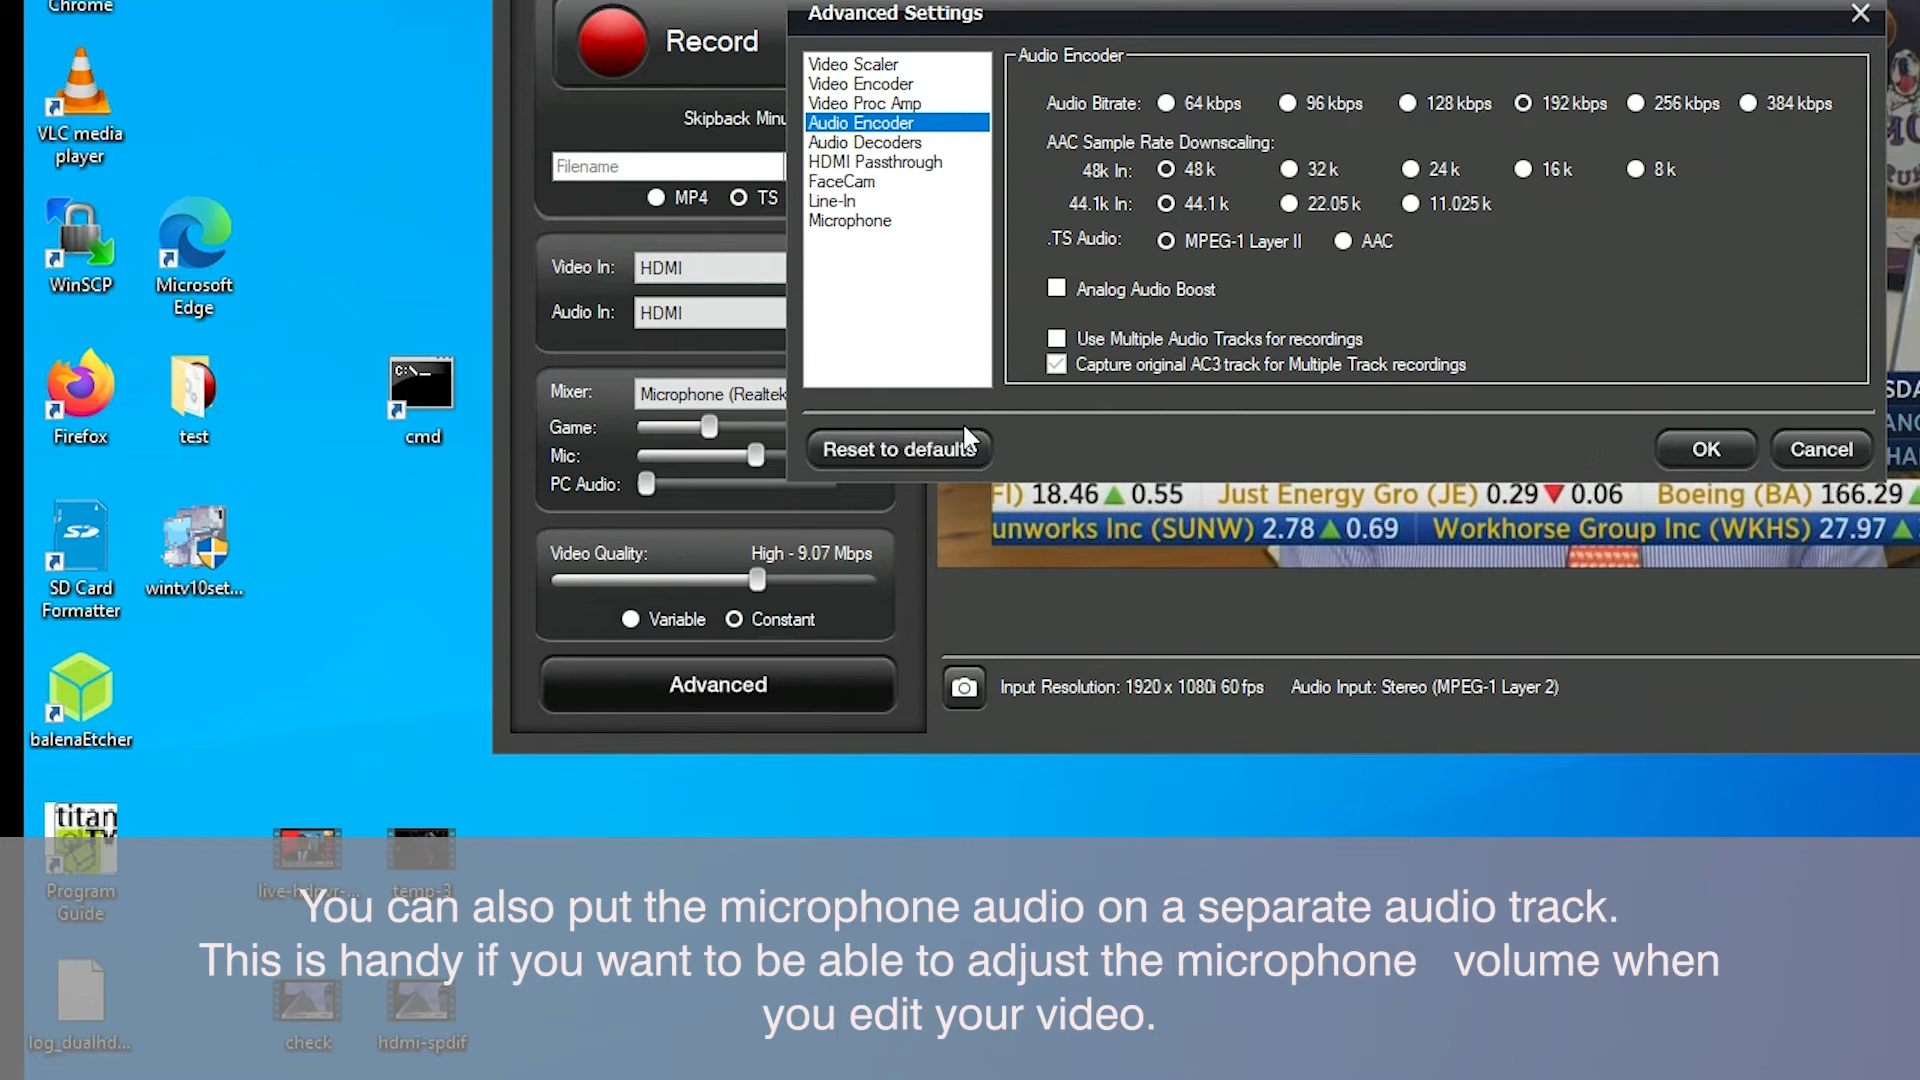 Chrome
VLC media
player
WinSCP
Microsoft
Edge
Firefox
test
C:\_
cmd
SD Card
Formatter
wintv10set...
balenaEtcher
titan
Program
Guide
live-hdpvr-...
temp-3
log_dualhd...
check
hdmi-spdif
Record
Skipback Minu
Filename
MP4
TS
Video In:
HDMI
Audio In:
HDMI
Mixer:
Microphone (Realtek
Game:
Mic:
PC Audio:
Video Quality:
High - 9.07 Mbps
Variable
Constant
Advanced
Advanced Settings
Video Scaler
Video Encoder
Video Proc Amp
Audio Encoder
Audio Decoders
HDMI Passthrough
FaceCam
Line-In
Microphone
Audio Encoder
Audio Bitrate:
64 kbps
96 kbps
128 kbps
192 kbps
256 kbps
384 kbps
AAC Sample Rate Downscaling:
48k In:
48 k
32 k
24 k
16 k
8 k
44.1k In:
44.1 k
22.05 k
11.025 k
.TS Audio:
MPEG-1 Layer II
AAC
Analog Audio Boost
Use Multiple Audio Tracks for recordings
Capture original AC3 track for Multiple Track recordings
Reset to defaults
OK
Cancel
FI) 18.46 ▲ 0.55 Just Energy Gro (JE) 0.29 ▼ 0.06 Boeing (BA) 166.29
unworks Inc (SUNW) 2.78 ▲ 0.69 Workhorse Group Inc (WKHS) 27.97 ▲
Input Resolution: 1920 x 1080i 60 fps
Audio Input: Stereo (MPEG-1 Layer 2)
You can also put the microphone audio on a separate audio track.
This is handy if you want to be able to adjust the microphone volume when
you edit your video.